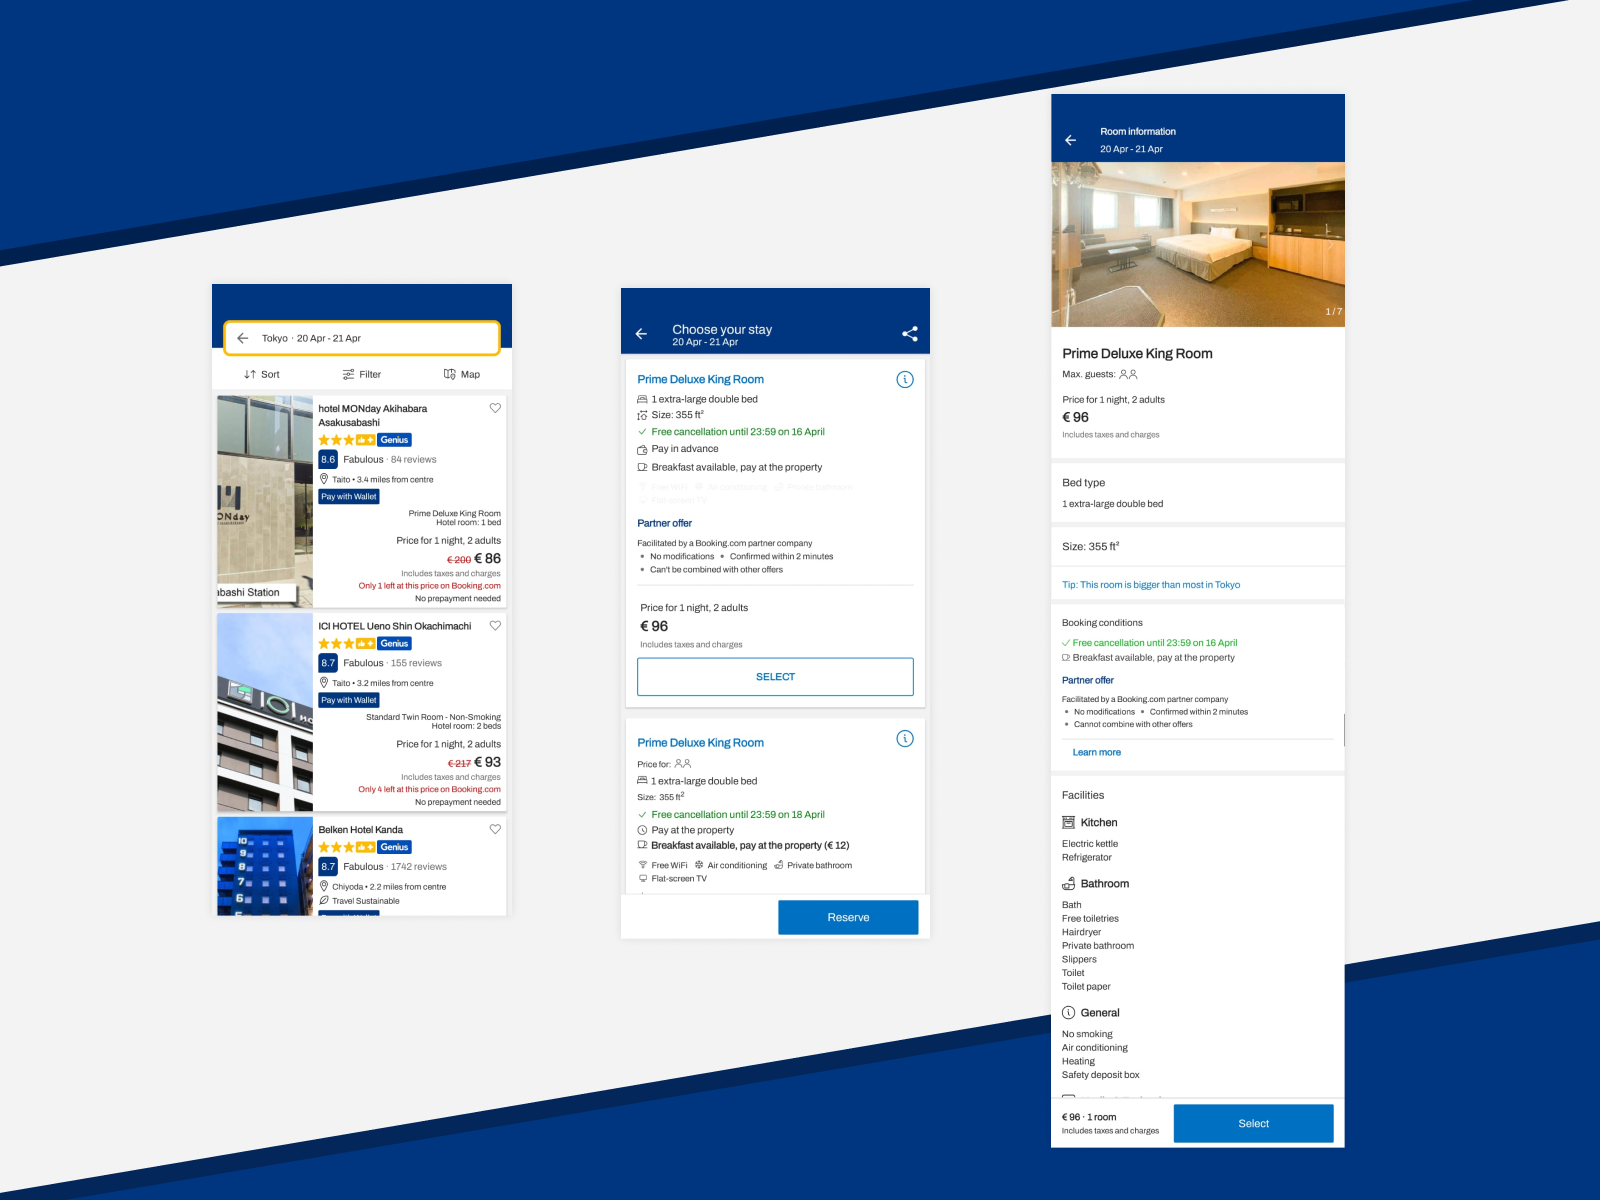 Tokyo · 20 Apr - 21 Apr
Sort
Filter
Map
hotel MONday Akihabara
Asakusabashi
Genius
8.6 Fabulous · 84 reviews
Taito • 3.4 miles from centre
Pay with Wallet
Prime Deluxe King Room
Hotel room: 1 bed
Price for 1 night, 2 adults
€ 200 € 86
Includes taxes and charges
Only 1 left at this price on Booking.com
No prepayment needed
ONday
abashi Station
ICI HOTEL Ueno Shin Okachimachi
Genius
8.7 Fabulous · 155 reviews
Taito • 3.2 miles from centre
Pay with Wallet
Standard Twin Room - Non-Smoking
Hotel room: 2 beds
Price for 1 night, 2 adults
€ 217 € 93
Includes taxes and charges
Only 4 left at this price on Booking.com
No prepayment needed
Belken Hotel Kanda
Genius
8.7 Fabulous · 1742 reviews
Chiyoda • 2.2 miles from centre
Travel Sustainable
10
9
8
7
6
Choose your stay
20 Apr - 21 Apr
Prime Deluxe King Room
1 extra-large double bed
Size: 355 ft²
Free cancellation until 23:59 on 16 April
Pay in advance
Breakfast available, pay at the property
Free WiFi Air conditioning Private bathroom
Flat-screen TV
Partner offer
Facilitated by a Booking.com partner company
• No modifications • Confirmed within 2 minutes
• Can't be combined with other offers
Price for 1 night, 2 adults
€ 96
Includes taxes and charges
SELECT
Prime Deluxe King Room
Price for:
1 extra-large double bed
Size: 355 ft²
Free cancellation until 23:59 on 18 April
Pay at the property
Breakfast available, pay at the property (€ 12)
Free WiFi Air conditioning Private bathroom
Flat-screen TV
Reserve
Room information
20 Apr - 21 Apr
1 / 7
Prime Deluxe King Room
Max. guests:
Price for 1 night, 2 adults
€ 96
Includes taxes and charges
Bed type
1 extra-large double bed
Size: 355 ft²
Tip: This room is bigger than most in Tokyo
Booking conditions
Free cancellation until 23:59 on 16 April
Breakfast available, pay at the property
Partner offer
Facilitated by a Booking.com partner company
• No modifications • Confirmed within 2 minutes
• Cannot combine with other offers
Learn more
Facilities
Kitchen
Electric kettle
Refrigerator
Bathroom
Bath
Free toiletries
Hairdryer
Private bathroom
Slippers
Toilet
Toilet paper
General
No smoking
Air conditioning
Heating
Safety deposit box
€ 96 · 1 room
Includes taxes and charges
Select